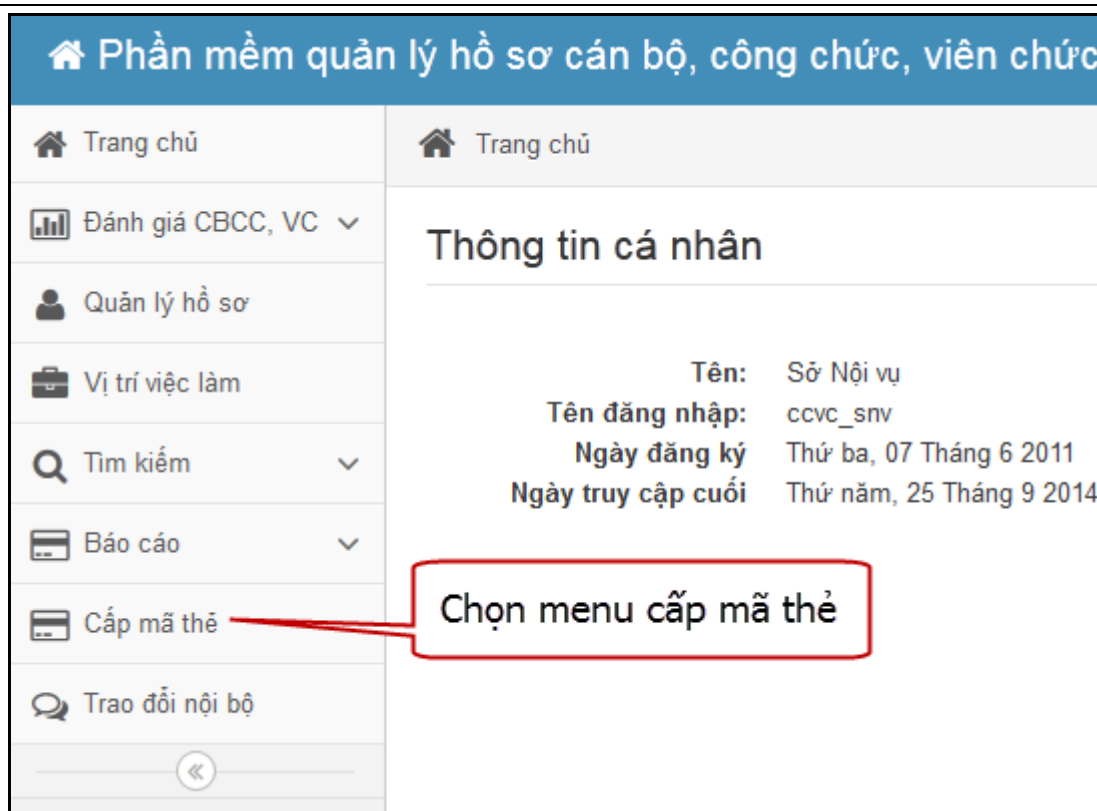 Phần mềm quản lý hồ sơ cán bộ, công chức, viên chức
Trang chủ
Đánh giá CBCC, VC
Quản lý hồ sơ
Vị trí việc làm
Tìm kiếm
Báo cáo
Cấp mã thẻ
Trao đổi nội bộ
Trang chủ
Thông tin cá nhân
Tên: Sở Nội vụ
Tên đăng nhập: ccvc_snv
Ngày đăng ký Thứ ba, 07 Tháng 6 2011
Ngày truy cập cuối Thứ năm, 25 Tháng 9 2014
Chọn menu cấp mã thẻ